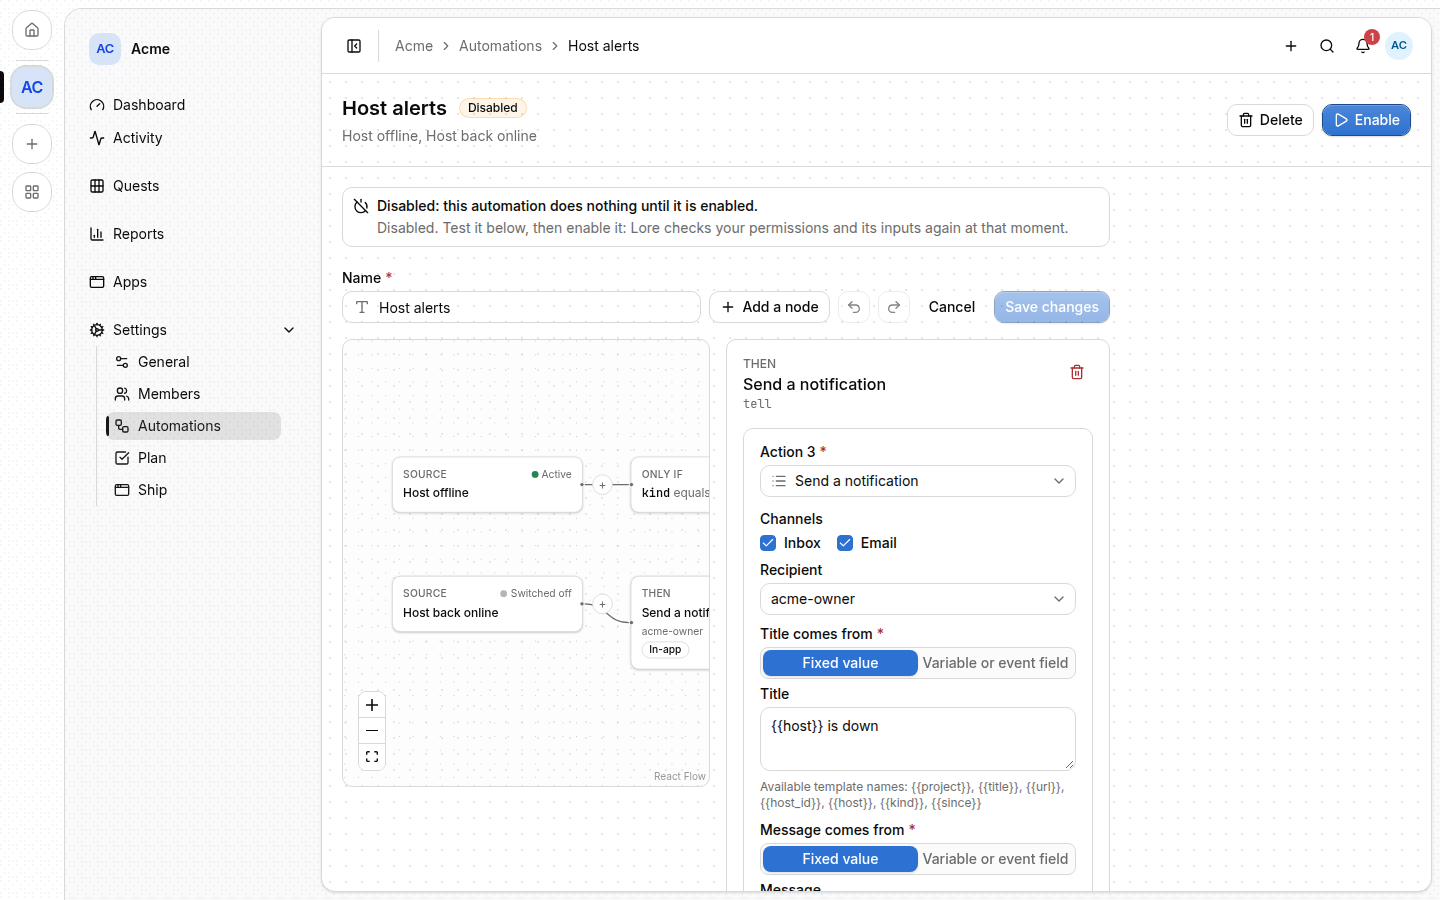 AC
AC Acme
Dashboard
Activity
Quests
Reports
Apps
Settings
General
Members
Automations
Plan
Ship
Acme > Automations > Host alerts
1
AC
Host alerts Disabled
Host offline, Host back online
Delete
Enable
Disabled: this automation does nothing until it is enabled.
Disabled. Test it below, then enable it: Lore checks your permissions and its inputs again at that moment.
Name *
Host alerts
Add a node
Cancel
Save changes
SOURCE Active
Host offline
ONLY IF
kind equals
SOURCE Switched off
Host back online
THEN
Send a notif
acme-owner
In-app
React Flow
THEN
Send a notification
tell
Action 3 *
Send a notification
Channels
Inbox Email
Recipient
acme-owner
Title comes from *
Fixed value Variable or event field
Title
{{host}} is down
Available template names: {{project}}, {{title}}, {{url}},
{{host_id}}, {{host}}, {{kind}}, {{since}}
Message comes from *
Fixed value Variable or event field
Message